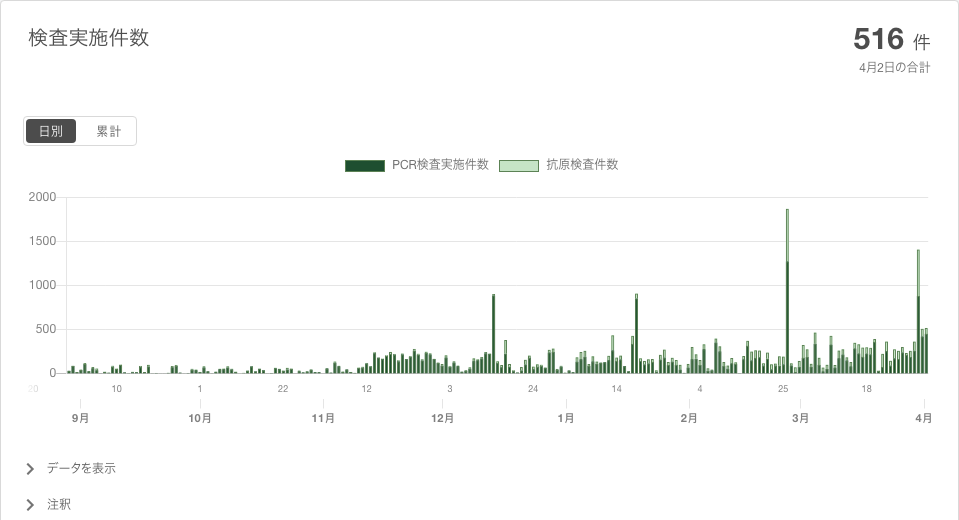 検査実施件数
516 件
4月2日の合計
日別 累計
PCR検査実施件数 抗原検査件数
2000
1500
1000
500
0
20 10 1 22 12 3 24 14 4 25 18
9月 10月 11月 12月 1月 2月 3月 4月
データを表示
注釈